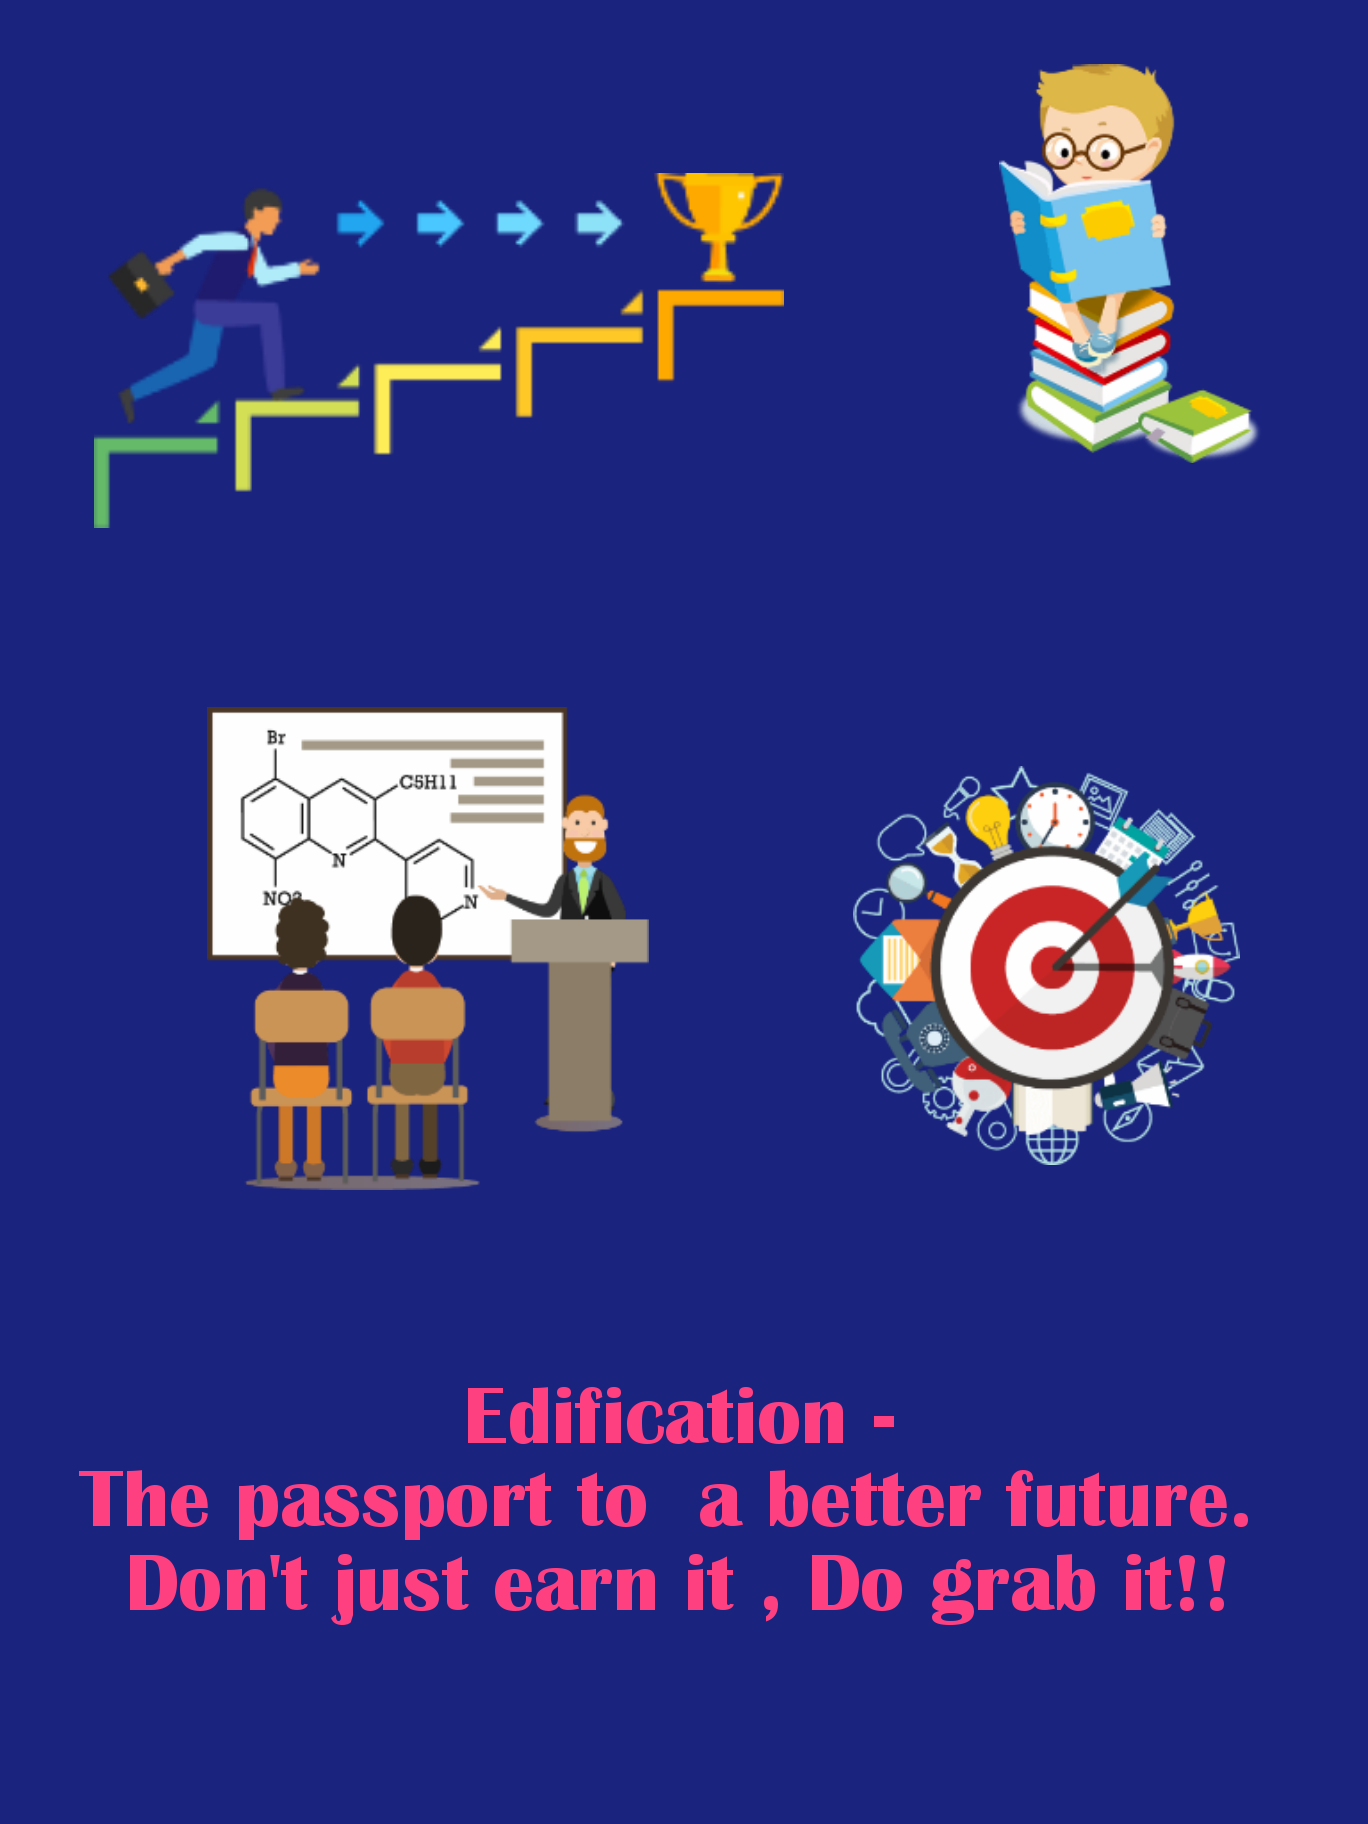 Br
C5H11
N
NO2
N
Edification -
The passport to a better future.
Don't just earn it , Do grab it!!